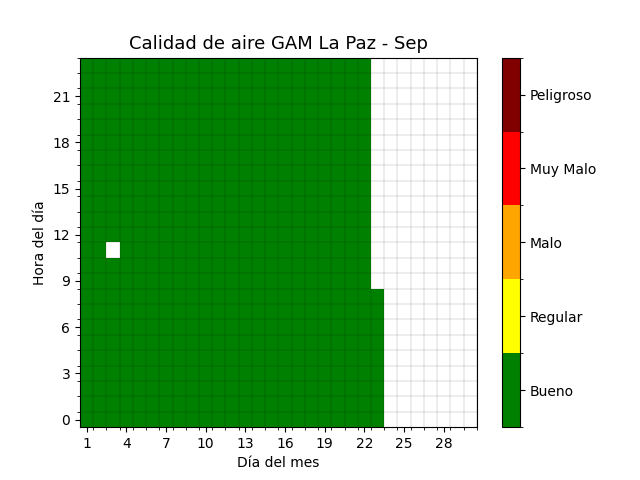 Calidad de aire GAM La Paz - Sep
Hora del día
21
18
15
12
9
6
3
0
1 4 7 10 13 16 19 22 25 28
Día del mes
Peligroso
Muy Malo
Malo
Regular
Bueno